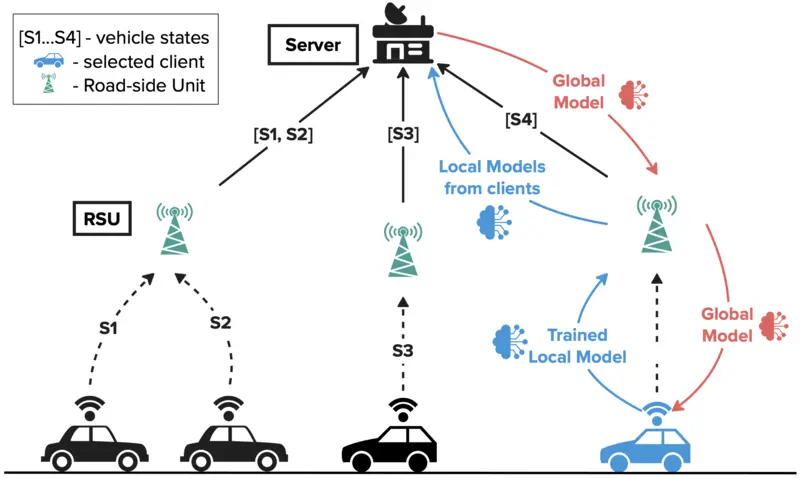 [S1...S4] - vehicle states
- selected client
- Road-side Unit
Server
Global
Model
[S1, S2]
[S3]
[S4]
Local Models
from clients
RSU
S1
S2
S3
Trained
Local Model
Global
Model